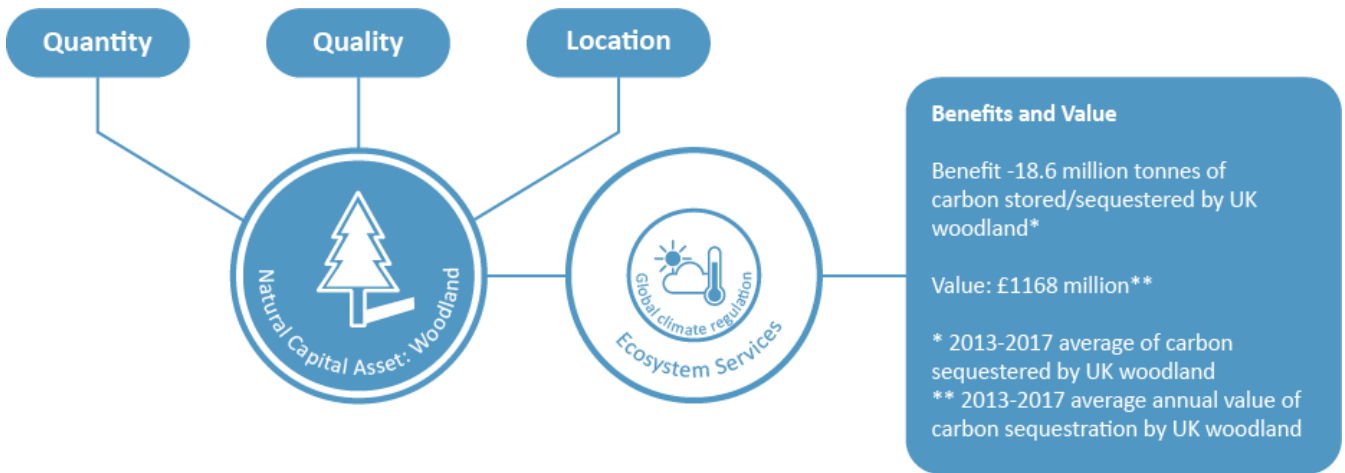 Quantity
Quality
Location
Natural Capital Asset: Woodland
Global climate regulation
Ecosystem Services
Benefits and Value
Benefit -18.6 million tonnes of
carbon stored/sequestered by UK
woodland*
Value: £1168 million**
* 2013-2017 average of carbon
sequestered by UK woodland
** 2013-2017 average annual value of
carbon sequestration by UK woodland